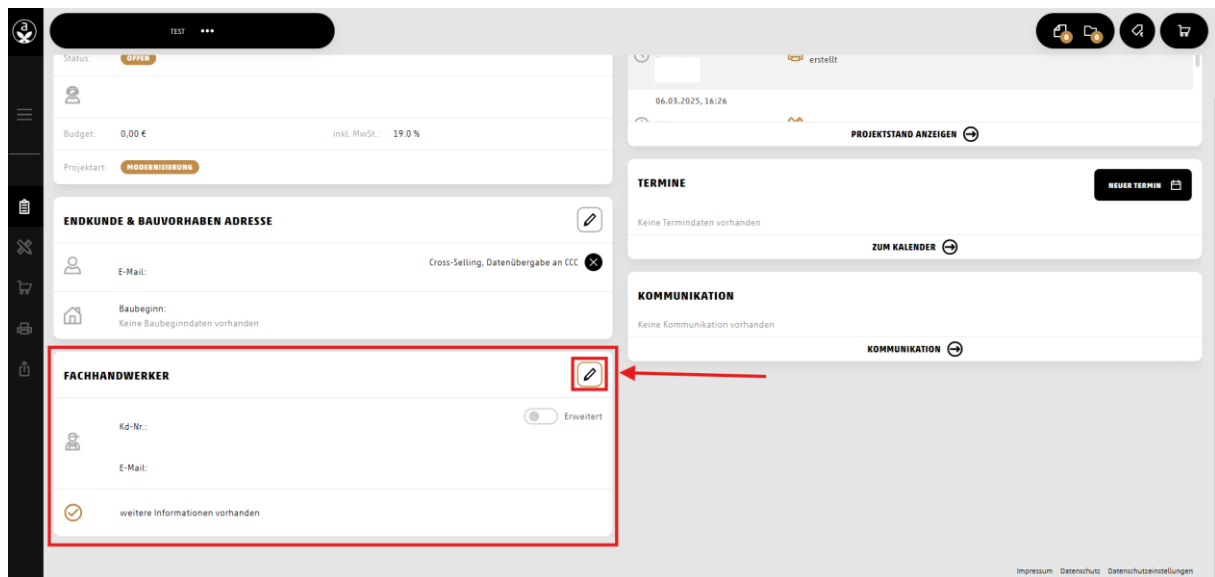 a
TEST •••
0 0
Status: OFFEN
Budget: 0,00 € inkl. MwSt.: 19.0 %
Projektart: MODERNISIERUNG
ENDKUNDE & BAUVORHABEN ADRESSE
Cross-Selling, Datenübergabe an CCC
E-Mail:
Baubeginn:
Keine Baubeginndaten vorhanden
FACHHANDWERKER
Erweitert
Kd-Nr.:
E-Mail:
weitere Informationen vorhanden
erstellt
06.03.2025, 16:26
PROJEKTSTAND ANZEIGEN
TERMINE
NEUER TERMIN
Keine Termindaten vorhanden
ZUM KALENDER
KOMMUNIKATION
Keine Kommunikation vorhanden
KOMMUNIKATION
Impressum Datenschutz Datenschutzeinstellungen